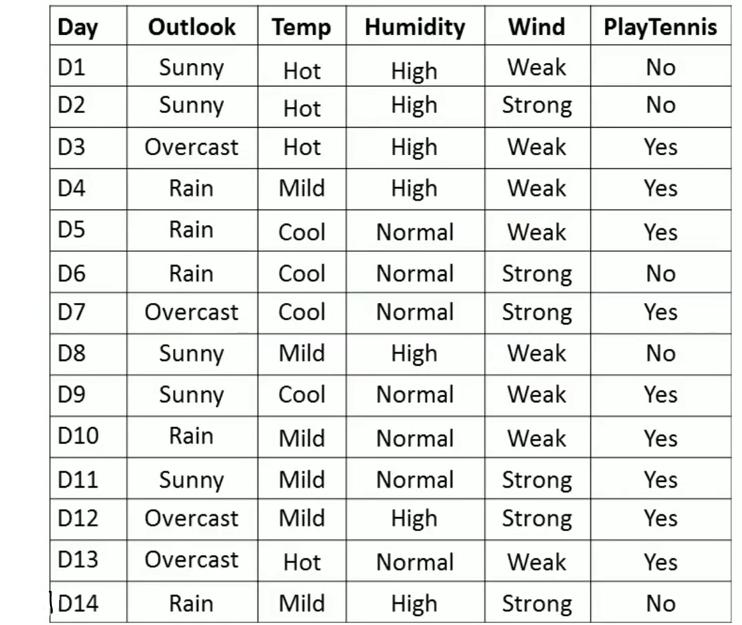 Day Outlook Temp Humidity Wind PlayTennis
D1 Sunny Hot High Weak No
D2 Sunny Hot High Strong No
D3 Overcast Hot High Weak Yes
D4 Rain Mild High Weak Yes
D5 Rain Cool Normal Weak Yes
D6 Rain Cool Normal Strong No
D7 Overcast Cool Normal Strong Yes
D8 Sunny Mild High Weak No
D9 Sunny Cool Normal Weak Yes
D10 Rain Mild Normal Weak Yes
D11 Sunny Mild Normal Strong Yes
D12 Overcast Mild High Strong Yes
D13 Overcast Hot Normal Weak Yes
D14 Rain Mild High Strong No